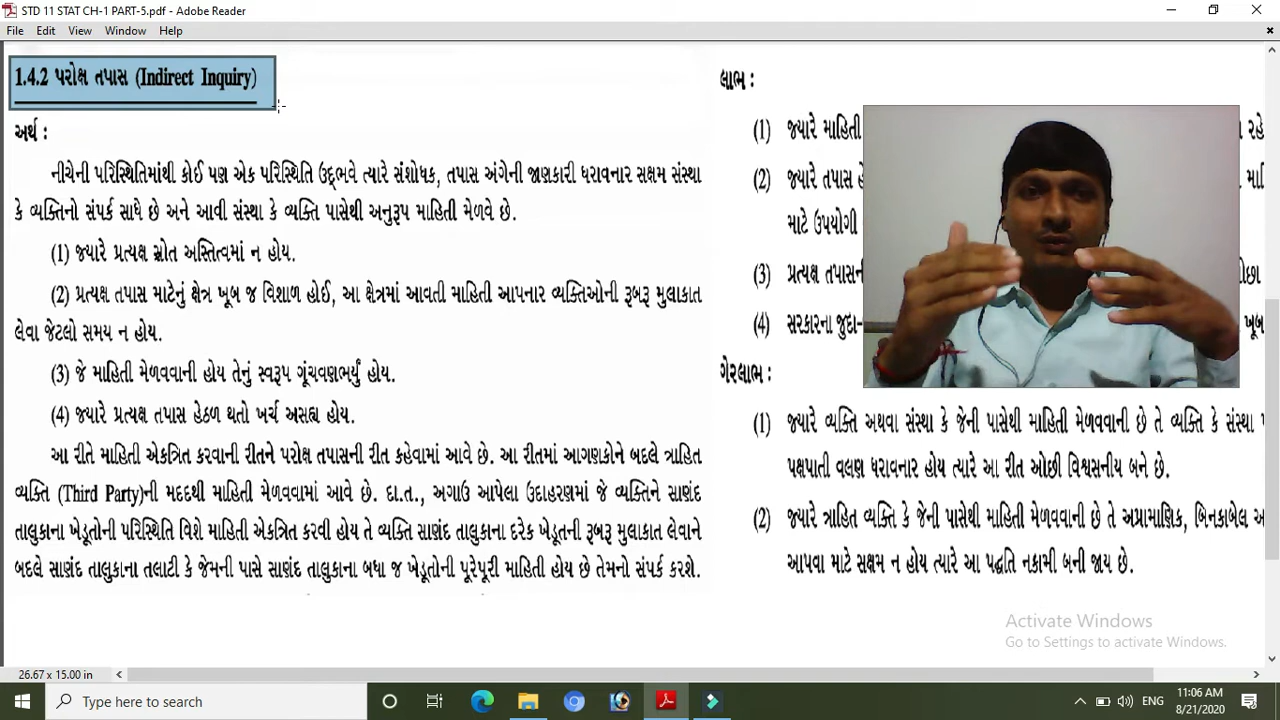 STD 11 STAT CH-1 PART-5.pdf - Adobe Reader
File Edit View Window Help
1.4.2 પરોક્ષ તપાસ (Indirect Inquiry)
અર્થ :
નીચેની પરિસ્થિતિમાંથી કોઈ પણ એક પરિસ્થિતિ ઉદ્ભવે ત્યારે સંશોધક, તપાસ અંગેની જાણકારી ધરાવનાર સક્ષમ સંસ્થા
કે વ્યક્તિનો સંપર્ક સાધે છે અને આવી સંસ્થા કે વ્યક્તિ પાસેથી અનુરૂપ માહિતી મેળવે છે.
(1) જ્યારે પ્રત્યક્ષ સ્રોત અસ્તિત્વમાં ન હોય.
(2) પ્રત્યક્ષ તપાસ માટેનું ક્ષેત્ર ખૂબ જ વિશાળ હોઈ, આ ક્ષેત્રમાં આવતી માહિતી આપનાર વ્યક્તિઓની રૂબરૂ મુલાકાત
લેવા જેટલો સમય ન હોય.
(3) જે માહિતી મેળવવાની હોય તેનું સ્વરૂપ ગૂંચવણભર્યું હોય.
(4) જ્યારે પ્રત્યક્ષ તપાસ હેઠળ થતો ખર્ચ અસહ્ય હોય.
આ રીતે માહિતી એકત્રિત કરવાની રીતને પરોક્ષ તપાસની રીત કહેવામાં આવે છે. આ રીતમાં આગણકોને બદલે ત્રાહિત
વ્યક્તિ (Third Party)ની મદદથી માહિતી મેળવવામાં આવે છે. દા.ત., અગાઉ આપેલા ઉદાહરણમાં જે વ્યક્તિને સાણંદ
તાલુકાના ખેડૂતોની પરિસ્થિતિ વિશે માહિતી એકત્રિત કરવી હોય તે વ્યક્તિ સાણંદ તાલુકાના દરેક ખેડૂતની રૂબરૂ મુલાકાત લેવાને
બદલે સાણંદ તાલુકાના તલાટી કે જેમની પાસે સાણંદ તાલુકાના બધા જ ખેડૂતોની પૂરેપૂરી માહિતી હોય છે તેમનો સંપર્ક કરશે.
લાભ :
(1) જ્યારે માહિતી રહે
(2) જ્યારે તપાસ
માટે ઉપયોગી
(3) પ્રત્યક્ષ તપાસની
(4) સરકારના જુદા- ખૂબ
ગેરલાભ :
(1) જ્યારે વ્યક્તિ અથવા સંસ્થા કે જેની પાસેથી માહિતી મેળવવાની છે તે વ્યક્તિ કે સંસ્થા
પક્ષપાતી વલણ ધરાવનાર હોય ત્યારે આ રીત ઓછી વિશ્વસનીય બને છે.
(2) જ્યારે ત્રાહિત વ્યક્તિ કે જેની પાસેથી માહિતી મેળવવાની છે તે અપ્રામાણિક, બિનકાબેલ
આપવા માટે સક્ષમ ન હોય ત્યારે આ પદ્ધતિ નકામી બની જાય છે.
Activate Windows
Go to Settings to activate Windows.
26.67 x 15.00 in
Type here to search
ENG
11:06 AM
8/21/2020